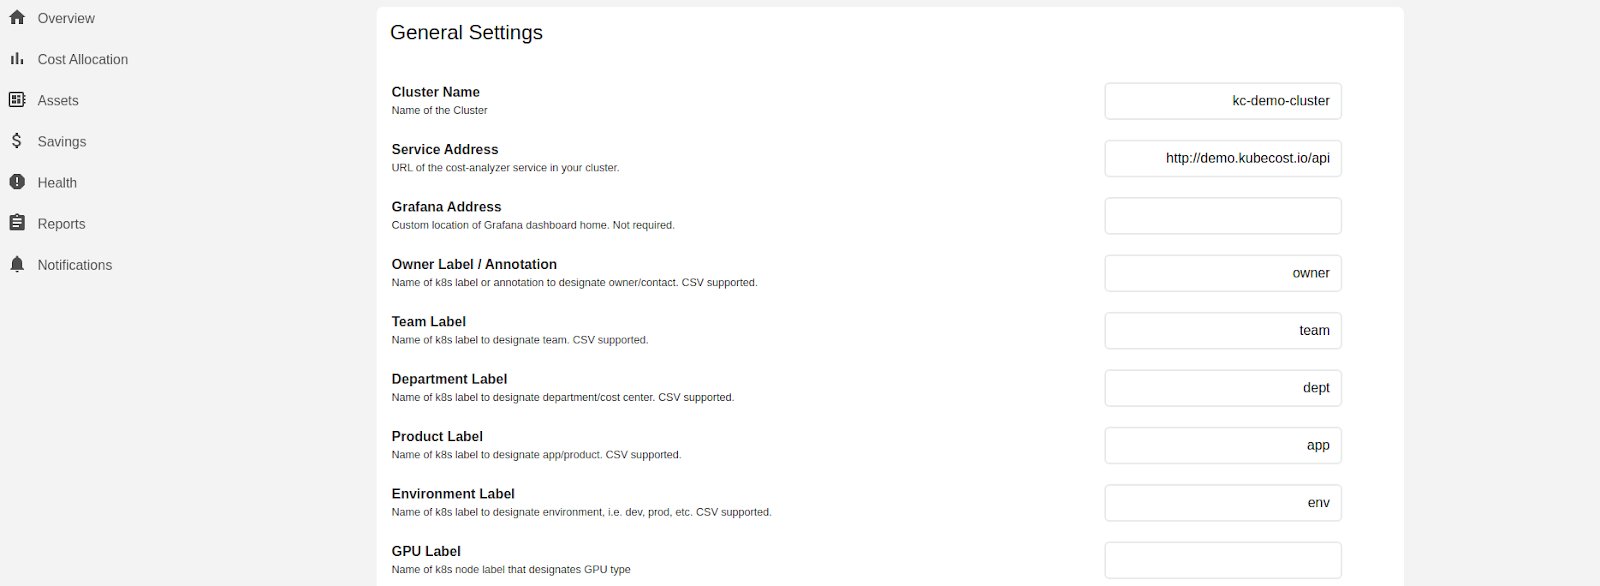 Overview
Cost Allocation
Assets
Savings
Health
Reports
Notifications
General Settings
Cluster Name
Name of the Cluster
kc-demo-cluster
Service Address
URL of the cost-analyzer service in your cluster.
http://demo.kubecost.io/api
Grafana Address
Custom location of Grafana dashboard home. Not required.
Owner Label / Annotation
Name of k8s label or annotation to designate owner/contact. CSV supported.
owner
Team Label
Name of k8s label to designate team. CSV supported.
team
Department Label
Name of k8s label to designate department/cost center. CSV supported.
dept
Product Label
Name of k8s label to designate app/product. CSV supported.
app
Environment Label
Name of k8s label to designate environment, i.e. dev, prod, etc. CSV supported.
env
GPU Label
Name of k8s node label that designates GPU type